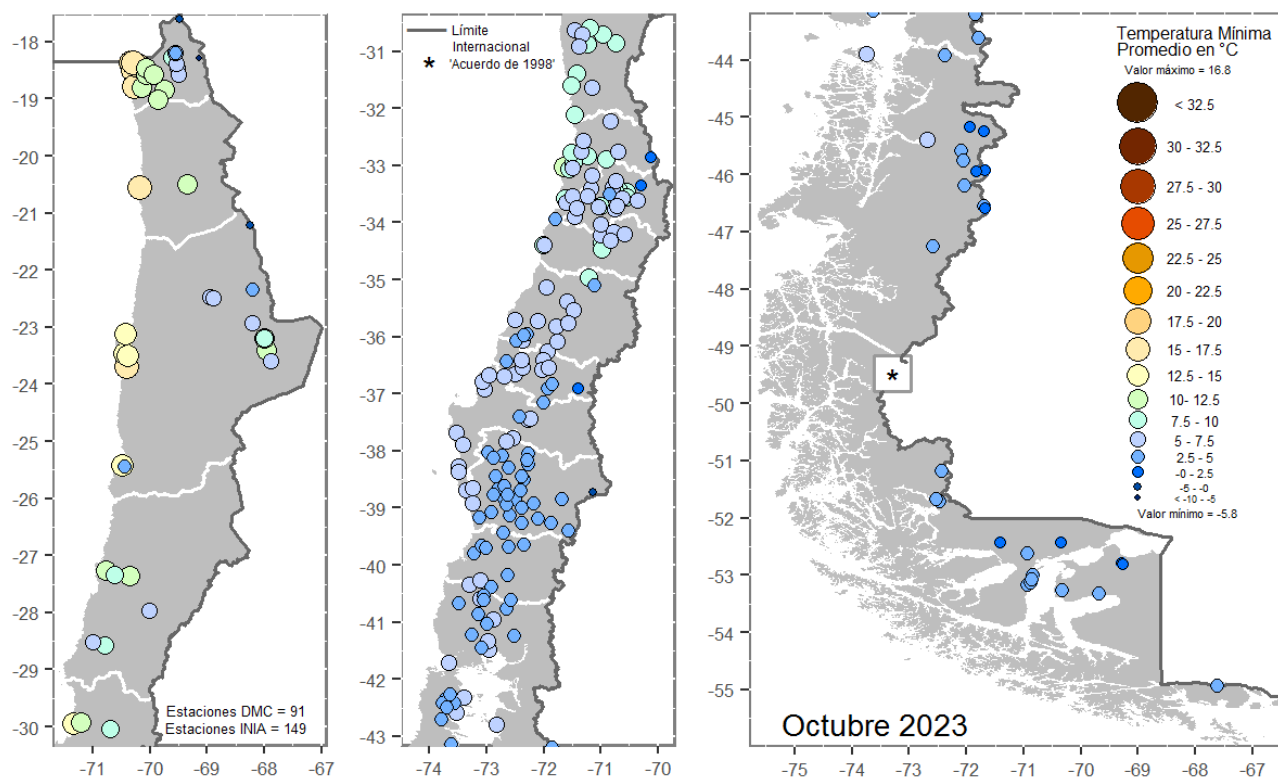 -18
-19
-20
-21
-22
-23
-24
-25
-26
-27
-28
-29
-30
Estaciones DMC = 91
Estaciones INIA = 149
-71
-70
-69
-68
-67
Límite
Internacional
* 'Acuerdo de 1998'
-31
-32
-33
-34
-35
-36
-37
-38
-39
-40
-41
-42
-43
-74
-73
-72
-71
-70
-44
-45
-46
-47
-48
-49
-50
-51
-52
-53
-54
-55
*
Temperatura Mínima
Promedio en °C
Valor máximo = 16.8
< 32.5
30 - 32.5
27.5 - 30
25 - 27.5
22.5 - 25
20 - 22.5
17.5 - 20
15 - 17.5
12.5 - 15
10- 12.5
7.5 - 10
5 - 7.5
2.5 - 5
-0 - 2.5
-5 - -0
< -10 - -5
Valor mínimo = -5.8
Octubre 2023
-75
-74
-73
-72
-71
-70
-69
-68
-67